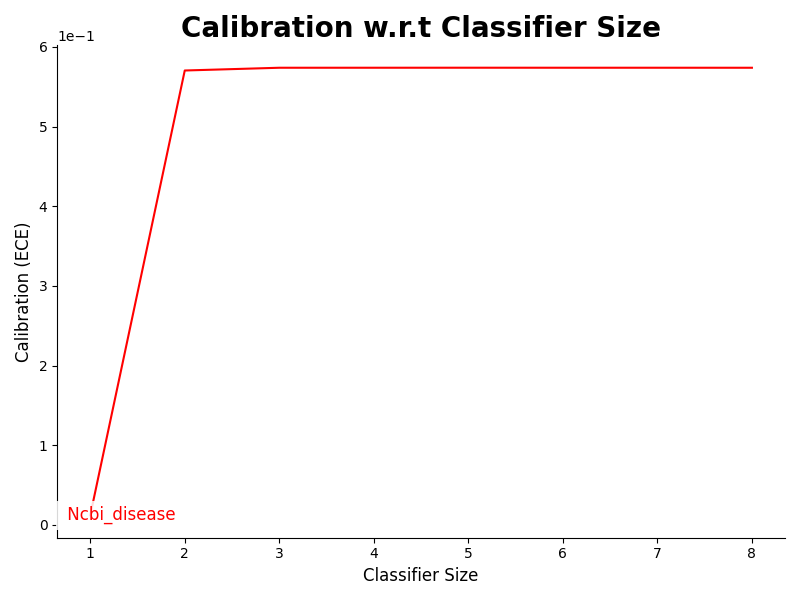 Calibration w.r.t Classifier Size
1e−1
6
5
4
3
2
1
0
Calibration (ECE)
Ncbi_disease
1 2 3 4 5 6 7 8
Classifier Size